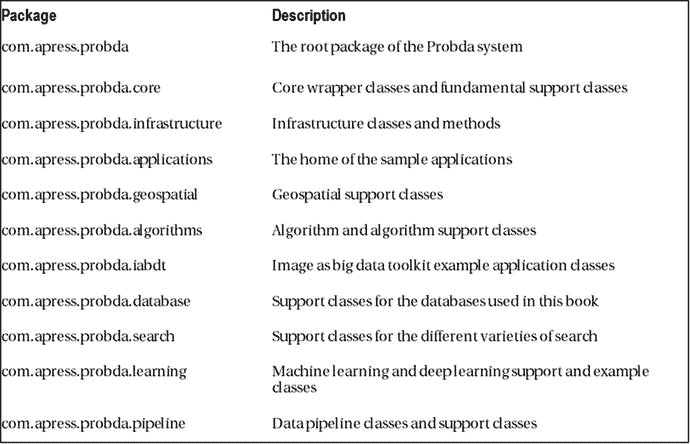 Package Description
com.apress.probda The root package of the Probda system
com.apress.probda.core Core wrapper classes and fundamental support classes
com.apress.probda.infrastructure Infrastructure classes and methods
com.apress.probda.applications The home of the sample applications
com.apress.probda.geospatial Geospatial support classes
com.apress.probda.algorithms Algorithm and algorithm support classes
com.apress.probda.iabdt Image as big data toolkit example application classes
com.apress.probda.database Support classes for the databases used in this book
com.apress.probda.search Support classes for the different varieties of search
com.apress.probda.learning Machine learning and deep learning support and example
classes
com.apress.probda.pipeline Data pipeline classes and support classes